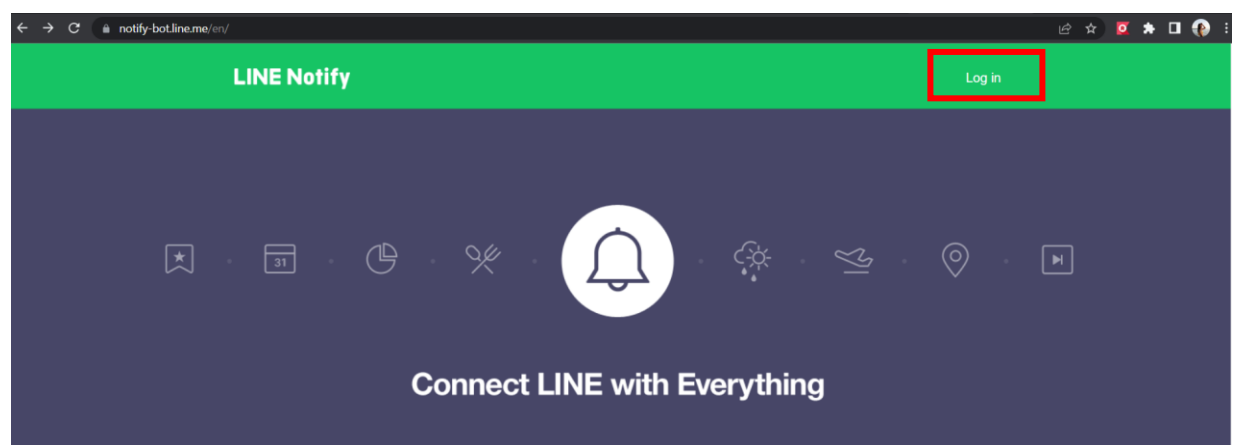 notify-bot.line.me/en/
LINE Notify
Log in
31
Connect LINE with Everything